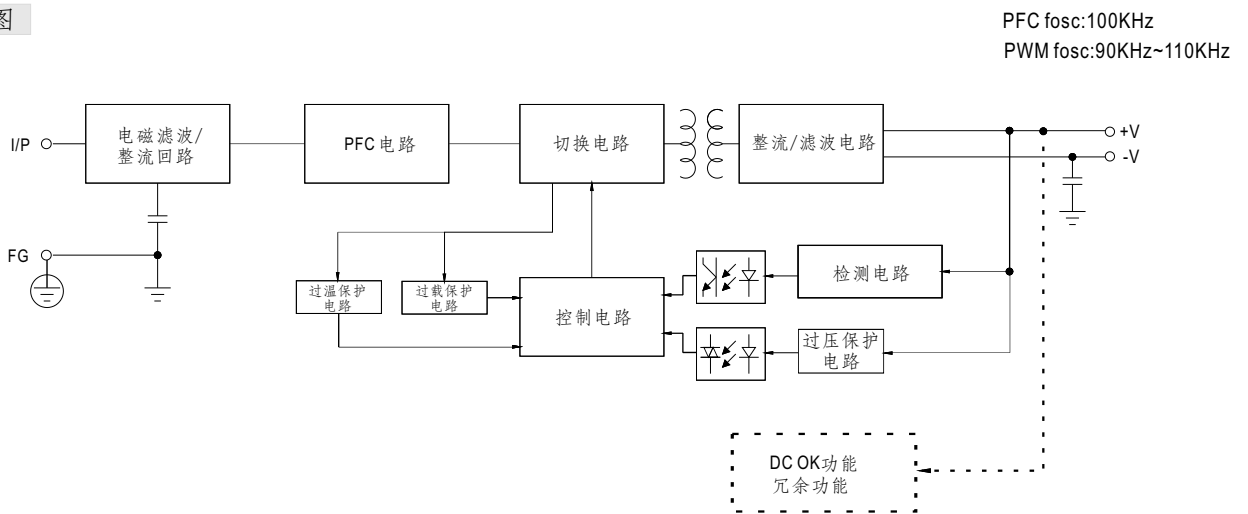 图
PFC fosc:100KHz
PWM fosc:90KHz~110KHz
I/P
电磁滤波/
整流回路
PFC电路
切换电路
整流/滤波电路
+V
-V
FG
过温保护
电路
过载保护
电路
控制电路
检测电路
过压保护
电路
DC OK功能
冗余功能